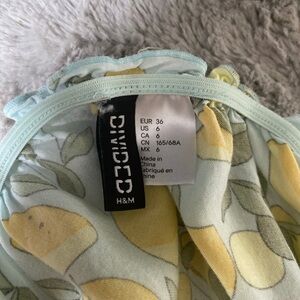 DIVIDED
H&M
EUR 36
US 6
CA 6
CN 165/68A
MX 6
Made in
China
Fabriqué en
Chine